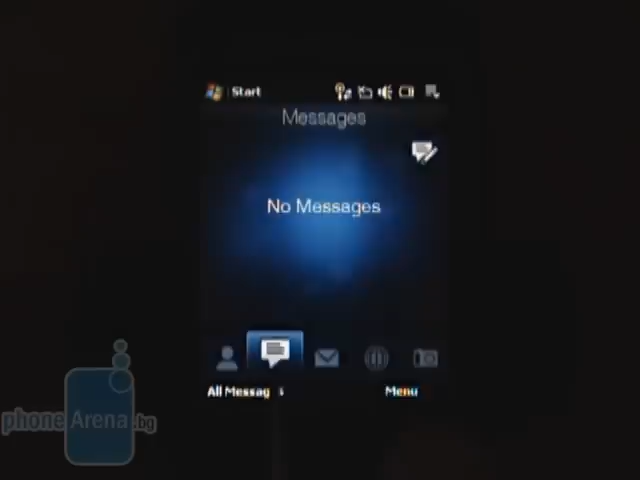 Start
Messages
No Messages
All Messag s
Menu
phoneArena.bg